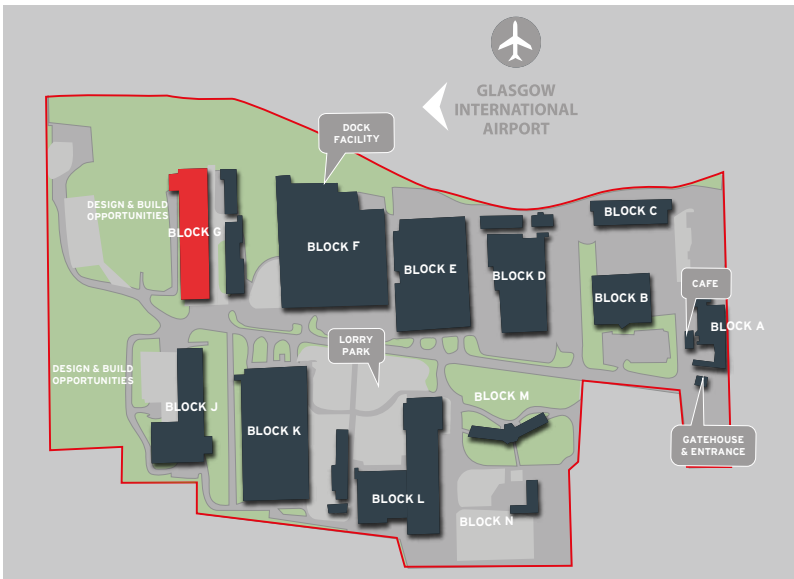 GLASGOW
INTERNATIONAL
AIRPORT
DOCK
FACILITY
DESIGN & BUILD
OPPORTUNITIES
BLOCK G
BLOCK F
BLOCK E
BLOCK D
BLOCK C
BLOCK B
CAFE
BLOCK A
LORRY
PARK
DESIGN & BUILD
OPPORTUNITIES
BLOCK J
BLOCK K
BLOCK M
GATEHOUSE
& ENTRANCE
BLOCK L
BLOCK N